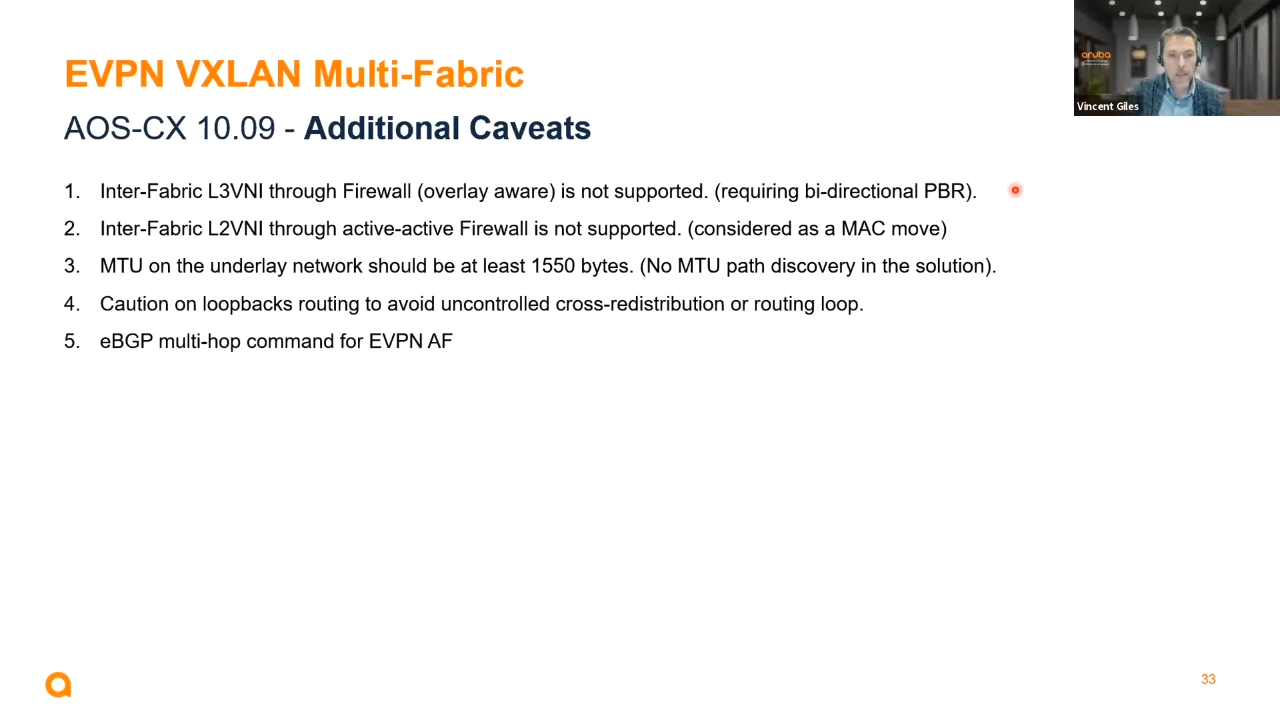 EVPN VXLAN Multi-Fabric
AOS-CX 10.09 - Additional Caveats
1. Inter-Fabric L3VNI through Firewall (overlay aware) is not supported. (requiring bi-directional PBR).
2. Inter-Fabric L2VNI through active-active Firewall is not supported. (considered as a MAC move)
3. MTU on the underlay network should be at least 1550 bytes. (No MTU path discovery in the solution).
4. Caution on loopbacks routing to avoid uncontrolled cross-redistribution or routing loop.
5. eBGP multi-hop command for EVPN AF
aruba
Vincent Giles
33